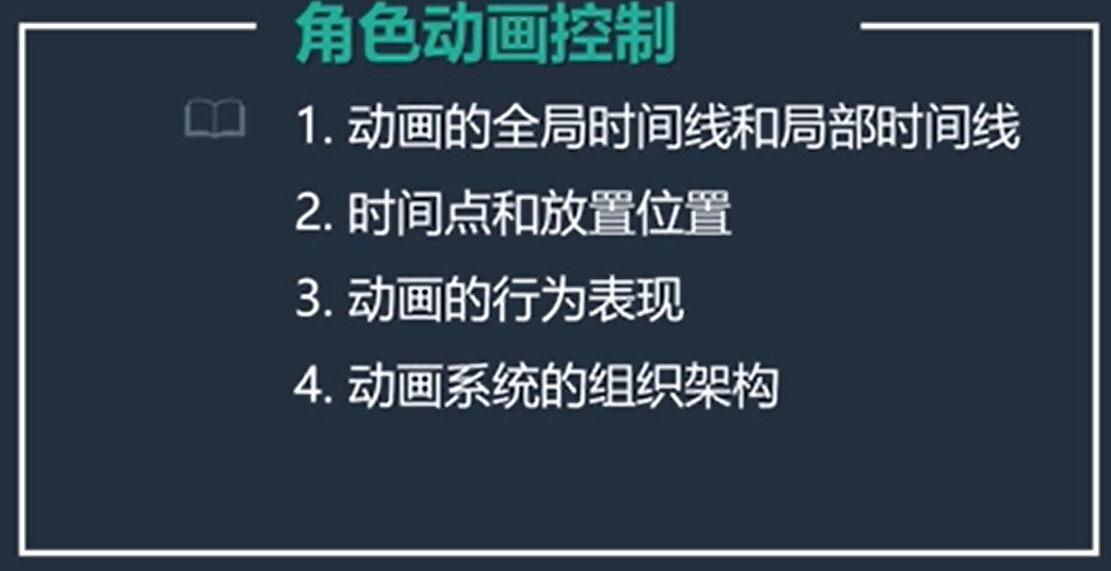 角色动画控制
1. 动画的全局时间线和局部时间线
2. 时间点和放置位置
3. 动画的行为表现
4. 动画系统的组织架构